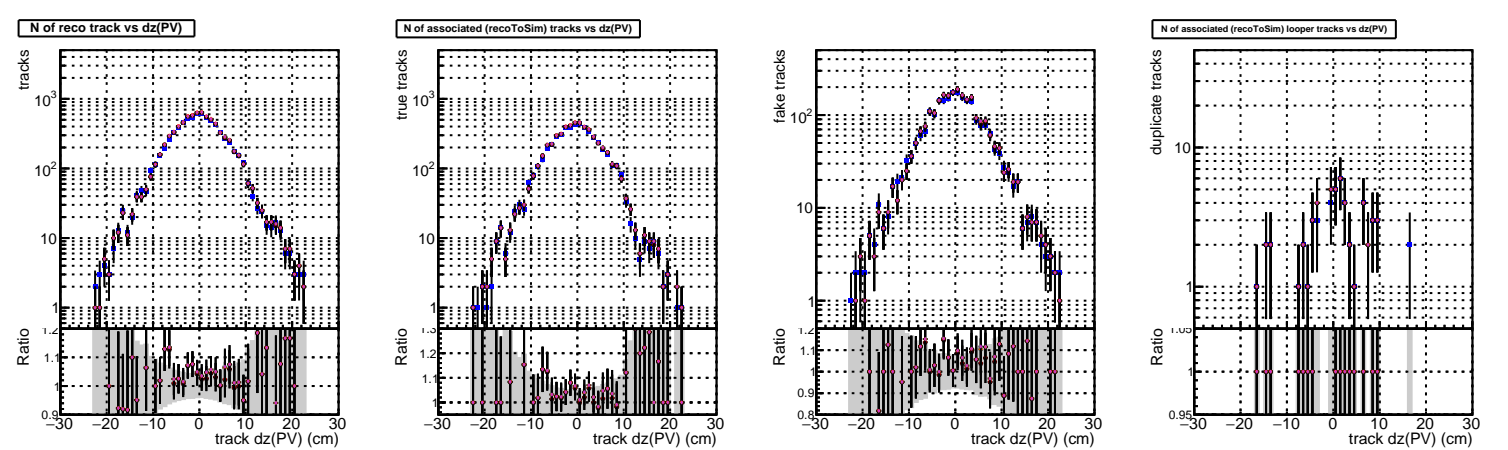 N of reco track vs dz(PV)
tracks
10³
10²
10
1
1.2
1.1
1
0.9
Ratio
−30 −20 −10 0 10 20 30
track dz(PV) (cm)
N of associated (recoToSim) tracks vs dz(PV)
true tracks
10³
10²
10
1
1.3
1.2
1.1
1
Ratio
−30 −20 −10 0 10 20 30
track dz(PV) (cm)
fake tracks
10²
10
1
1.2
1.1
1
0.9
0.8
Ratio
−30 −20 −10 0 10 20 30
track dz(PV) (cm)
N of associated (recoToSim) looper tracks vs dz(PV)
duplicate tracks
10
1
1.05
1
0.95
Ratio
−30 −20 −10 0 10 20 30
track dz(PV) (cm)